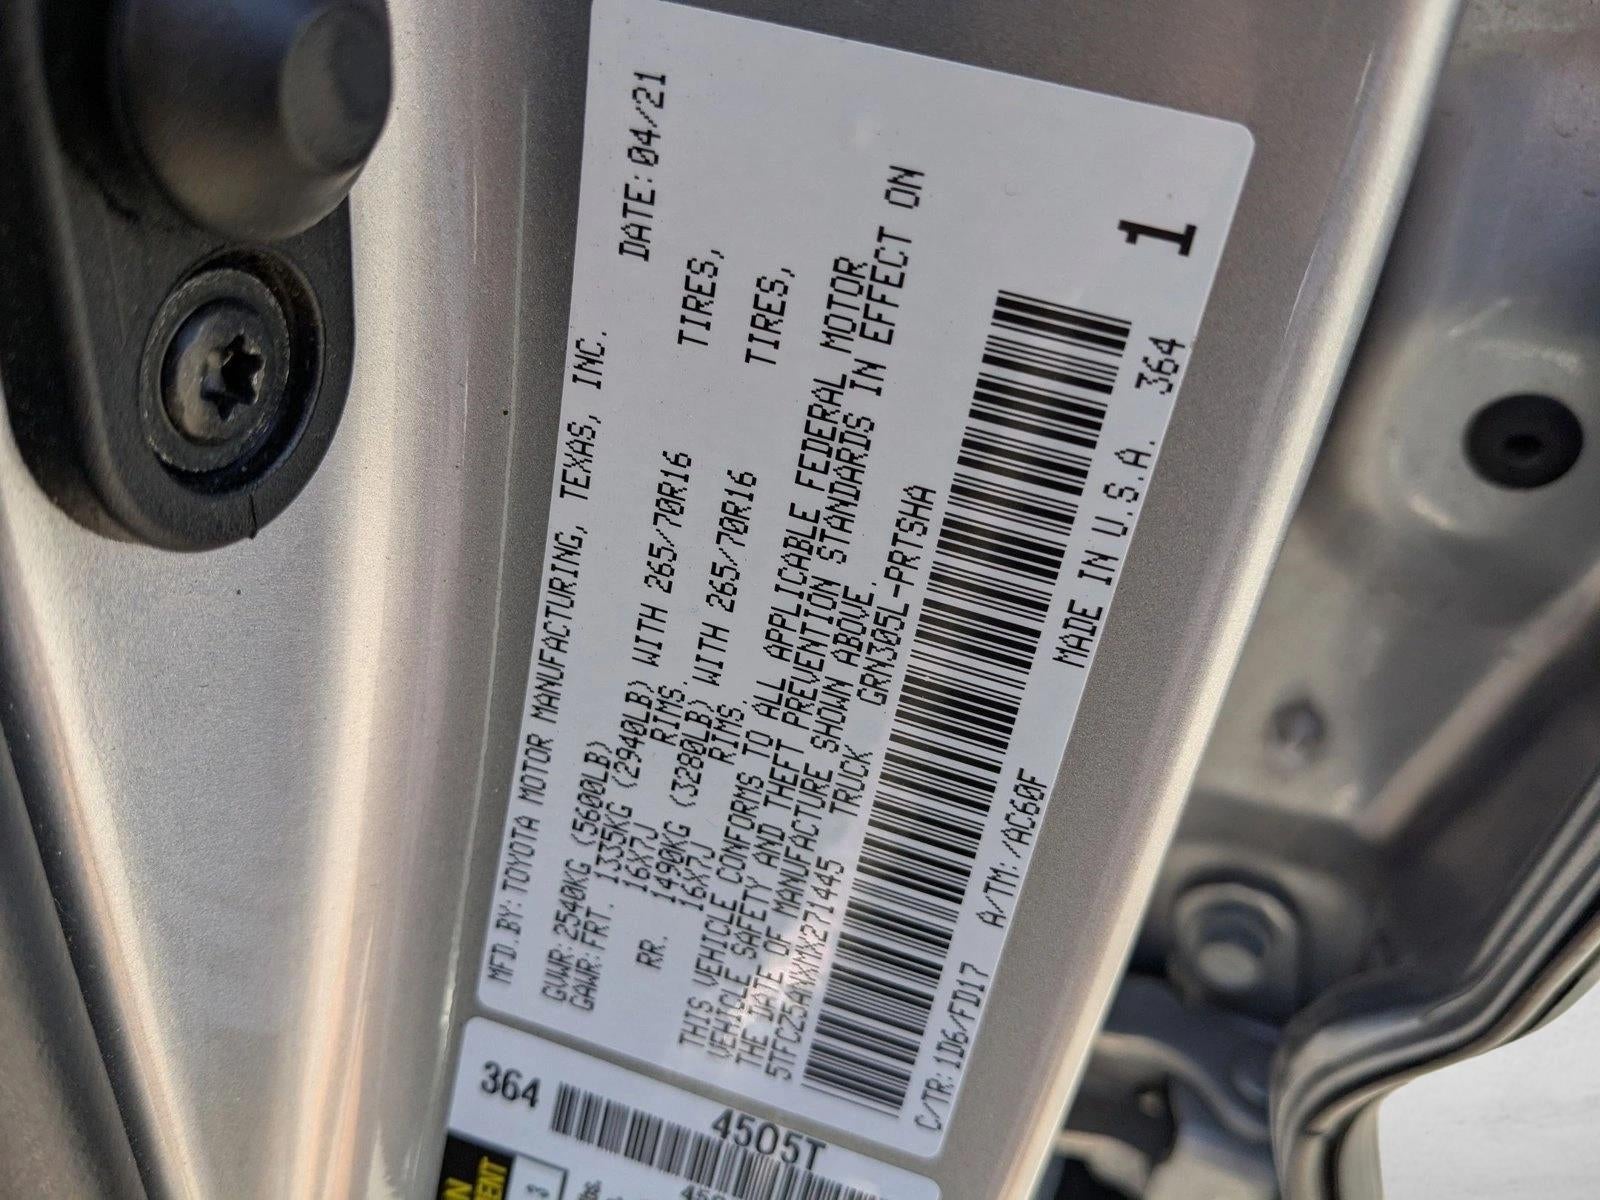 MFD.BY:TOYOTA MOTOR MANUFACTURING, TEXAS, INC.
DATE:04/21
GVWR:2540KG (5600LB)
GAWR:FRT. 1335KG (2940LB) WITH 265/70R16 TIRES,
16X7J RIMS.
RR. 1490KG (3280LB) WITH 265/70R16 TIRES,
16X7J RIMS.
THIS VEHICLE CONFORMS TO ALL APPLICABLE FEDERAL MOTOR
VEHICLE SAFETY AND THEFT PREVENTION STANDARDS IN EFFECT ON
THE DATE OF MANUFACTURE SHOWN ABOVE.
5TFCZ5ANXMX271445 TRUCK GRN305L-PRTSHA
C/TR:1D6/FD17 A/TM:/AC60F MADE IN U.S.A. 364
1
364
4505T